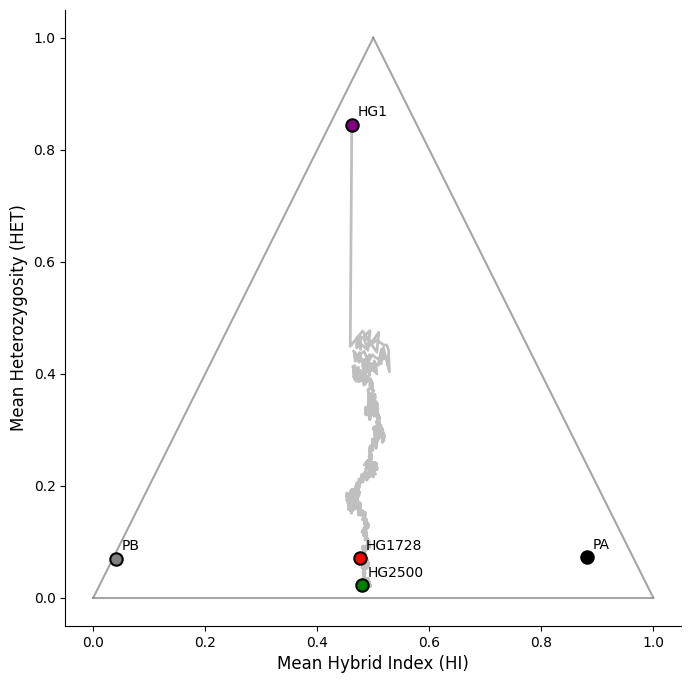 1.0
HG1
0.8
0.6
Mean Heterozygosity (HET)
0.4
0.2
PB
HG1728
PA
HG2500
0.0
0.0 0.2 0.4 0.6 0.8 1.0
Mean Hybrid Index (HI)